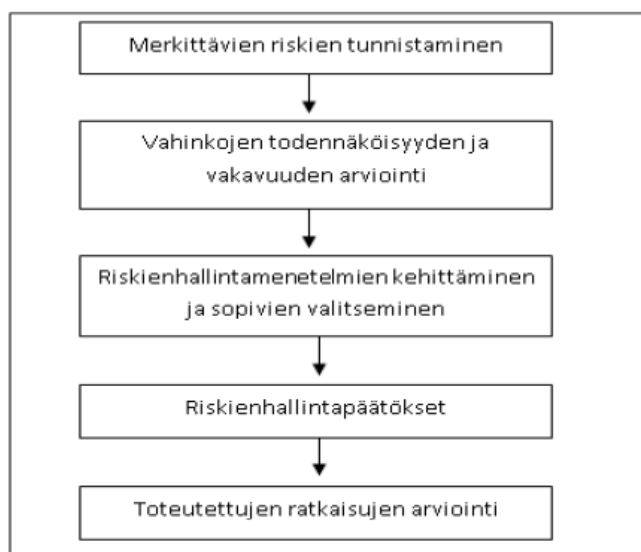 Merkittävien riskien tunnistaminen
Vahinkojen todennäköisyyden ja
vakavuuden arviointi
Riskienhallintamenetelmien kehittäminen
ja sopivien valitseminen
Riskienhallintapäätökset
Toteutettujen ratkaisujen arviointi